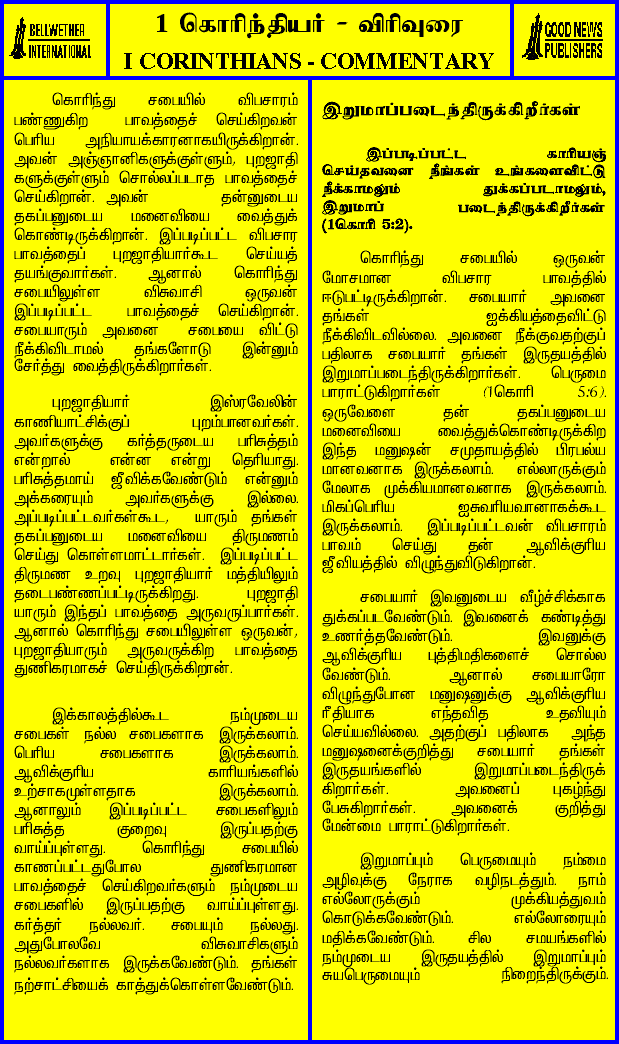 BELLWETHER
INTERNATIONAL
1 கொரிந்தியர் - விரிவுரை
I CORINTHIANS - COMMENTARY
GOOD NEWS
PUBLISHERS
கொரிந்து சபையில் விபசாரம்
பண்ணுகிற பாவத்தைச் செய்கிறவன்
பெரிய அநியாயக்காரனாகயிருக்கிறான்.
அவன் அஞ்ஞானிகளுக்குள்ளும், புறஜாதி
களுக்குள்ளும் சொல்லப்படாத பாவத்தைச்
செய்கிறான். அவன் தன்னுடைய
தகப்பனுடைய மனைவியை வைத்துக்
கொண்டிருக்கிறான். இப்படிப்பட்ட விபசார
பாவத்தைப் புறஜாதியார்கூட செய்யத்
தயங்குவார்கள். ஆனால் கொரிந்து
சபையிலுள்ள விசுவாசி ஒருவன்
இப்படிப்பட்ட பாவத்தைச் செய்கிறான்.
சபையாரும் அவனை சபையை விட்டு
நீக்கிவிடாமல் தங்களோடு இன்னும்
சேர்த்து வைத்திருக்கிறார்கள்.
புறஜாதியார் இஸ்ரவேலின்
காணியாட்சிக்குப் புறம்பானவர்கள்.
அவர்களுக்கு கர்த்தருடைய பரிசுத்தம்
என்றால் என்ன என்று தெரியாது.
பரிசுத்தமாய் ஜீவிக்கவேண்டும் என்னும்
அக்கரையும் அவர்களுக்கு இல்லை.
அப்படிப்பட்டவர்கள்கூட, யாரும் தங்கள்
தகப்பனுடைய மனைவியை திருமணம்
செய்து கொள்ளமாட்டார்கள். இப்படிப்பட்ட
திருமண உறவு புறஜாதியார் மத்தியிலும்
தடைபண்ணப்பட்டிருக்கிறது. புறஜாதி
யாரும் இந்தப் பாவத்தை அருவருப்பார்கள்.
ஆனால் கொரிந்து சபையிலுள்ள ஒருவன்,
புறஜாதியாரும் அருவருக்கிற பாவத்தை
துணிகரமாகச் செய்திருக்கிறான்.
இக்காலத்தில்கூட நம்முடைய
சபைகள் நல்ல சபைகளாக இருக்கலாம்.
பெரிய சபைகளாக இருக்கலாம்.
ஆவிக்குரிய காரியங்களில்
உற்சாகமுள்ளதாக இருக்கலாம்.
ஆனாலும் இப்படிப்பட்ட சபைகளிலும்
பரிசுத்த குறைவு இருப்பதற்கு
வாய்ப்புள்ளது. கொரிந்து சபையில்
காணப்பட்டதுபோல துணிகரமான
பாவத்தைச் செய்கிறவர்களும் நம்முடைய
சபைகளில் இருப்பதற்கு வாய்ப்புள்ளது.
கர்த்தர் நல்லவர். சபையும் நல்லது.
அதுபோலவே விசுவாசிகளும்
நல்லவர்களாக இருக்கவேண்டும். தங்கள்
நற்சாட்சியைக் காத்துக்கொள்ளவேண்டும்.
இறுமாப்படைந்திருக்கிறீர்கள்
இப்படிப்பட்ட காரியஞ்
செய்தவனை நீங்கள் உங்களைவிட்டு
நீக்காமலும் துக்கப்படாமலும்,
இறுமாப் படைந்திருக்கிறீர்கள்
(1கொரி 5:2).
கொரிந்து சபையில் ஒருவன்
மோசமான விபசார பாவத்தில்
ஈடுபட்டிருக்கிறான். சபையார் அவனை
தங்கள் ஐக்கியத்தைவிட்டு
நீக்கிவிடவில்லை. அவனை நீக்குவதற்குப்
பதிலாக சபையார் தங்கள் இருதயத்தில்
இறுமாப்படைந்திருக்கிறார்கள். பெருமை
பாராட்டுகிறார்கள் (1கொரி 5:6).
ஒருவேளை தன் தகப்பனுடைய
மனைவியை வைத்துக்கொண்டிருக்கிற
இந்த மனுஷன் சமுதாயத்தில் பிரபல்ய
மானவனாக இருக்கலாம். எல்லாருக்கும்
மேலாக முக்கியமானவனாக இருக்கலாம்.
மிகப்பெரிய ஐசுவரியவானாகக்கூட
இருக்கலாம். இப்படிப்பட்டவன் விபசாரம்
பாவம் செய்து தன் ஆவிக்குரிய
ஜீவியத்தில் விழுந்துவிடுகிறான்.
சபையார் இவனுடைய வீழ்ச்சிக்காக
துக்கப்படவேண்டும். இவனைக் கண்டித்து
உணர்த்தவேண்டும். இவனுக்கு
ஆவிக்குரிய புத்திமதிகளைச் சொல்ல
வேண்டும். ஆனால் சபையாரோ
விழுந்துபோன மனுஷனுக்கு ஆவிக்குரிய
ரீதியாக எந்தவித உதவியும்
செய்யவில்லை. அதற்குப் பதிலாக அந்த
மனுஷனைக்குறித்து சபையார் தங்கள்
இருதயங்களில் இறுமாப்படைந்திருக்
கிறார்கள். அவனைப் புகழ்ந்து
பேசுகிறார்கள். அவனைக் குறித்து
மேன்மை பாராட்டுகிறார்கள்.
இறுமாப்பும் பெருமையும் நம்மை
அழிவுக்கு நேராக வழிநடத்தும். நாம்
எல்லோருக்கும் முக்கியத்துவம்
கொடுக்கவேண்டும். எல்லோரையும்
மதிக்கவேண்டும். சில சமயங்களில்
நம்முடைய இருதயத்தில் இறுமாப்பும்
சுயபெருமையும் நிறைந்திருக்கும்.